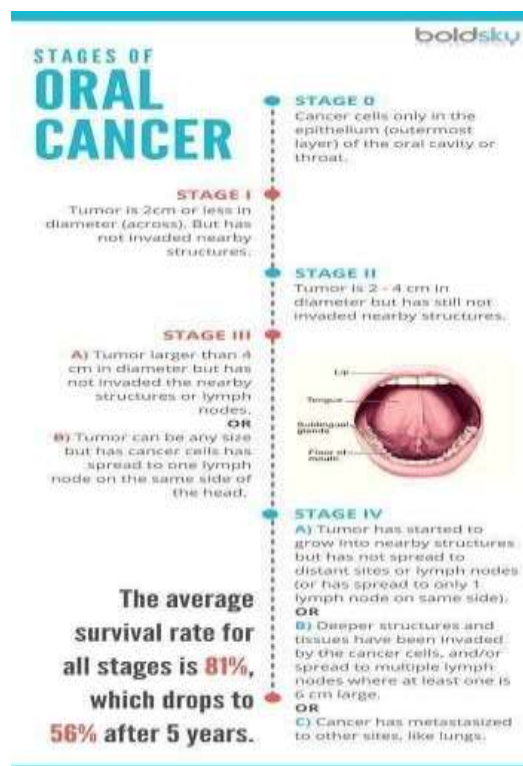 boldsky
STAGES OF
ORAL
CANCER
STAGE 0
Cancer cells only in the
epithelium (outermost
layer) of the oral cavity or
throat.
STAGE I
Tumor is 2cm or less in
diameter (across). But has
not invaded nearby
structures.
STAGE II
Tumor is 2 - 4 cm in
diameter but has still not
invaded nearby structures.
STAGE III
A) Tumor larger than 4
cm in diameter but has
not invaded the nearby
structures or lymph
nodes.
OR
B) Tumor can be any size
but has cancer cells has
spread to one lymph
node on the same side of
the head.
Lip
Tongue
Sublingual
glands
Floor of
mouth
STAGE IV
A) Tumor has started to
grow into nearby structures
but has not spread to
distant sites or lymph nodes
(or has spread to only 1
lymph node on same side).
OR
B) Deeper structures and
tissues have been invaded
by the cancer cells, and/or
spread to multiple lymph
nodes where at least one is
6 cm large.
OR
C) Cancer has metastasized
to other sites, like lungs.
The average
survival rate for
all stages is 81%,
which drops to
56% after 5 years.